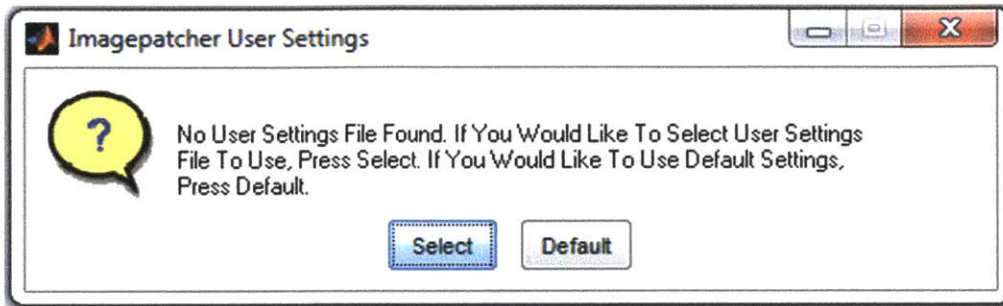 Imagepatcher User Settings
?
No User Settings File Found. If You Would Like To Select User Settings
File To Use, Press Select. If You Would Like To Use Default Settings,
Press Default.
Select Default